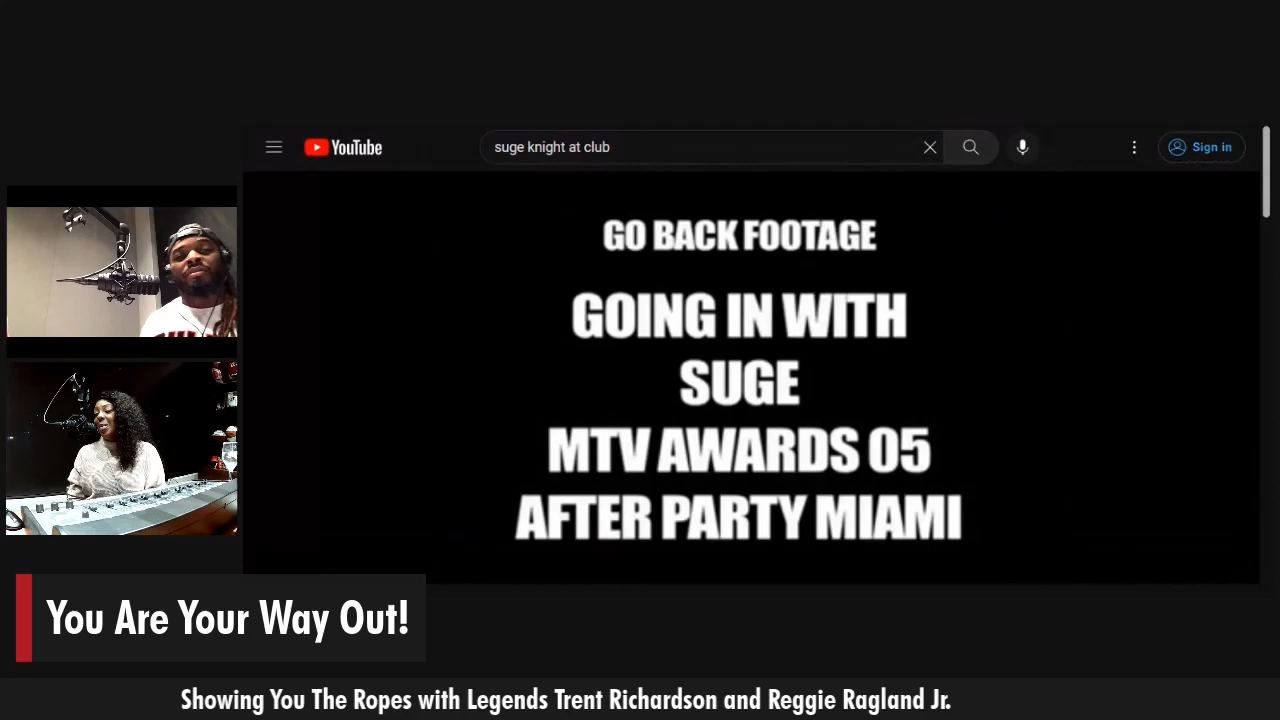 YouTube
suge knight at club
Sign in
GO BACK FOOTAGE
GOING IN WITH
SUGE
MTV AWARDS 05
AFTER PARTY MIAMI
You Are Your Way Out!
Showing You The Ropes with Legends Trent Richardson and Reggie Ragland Jr.